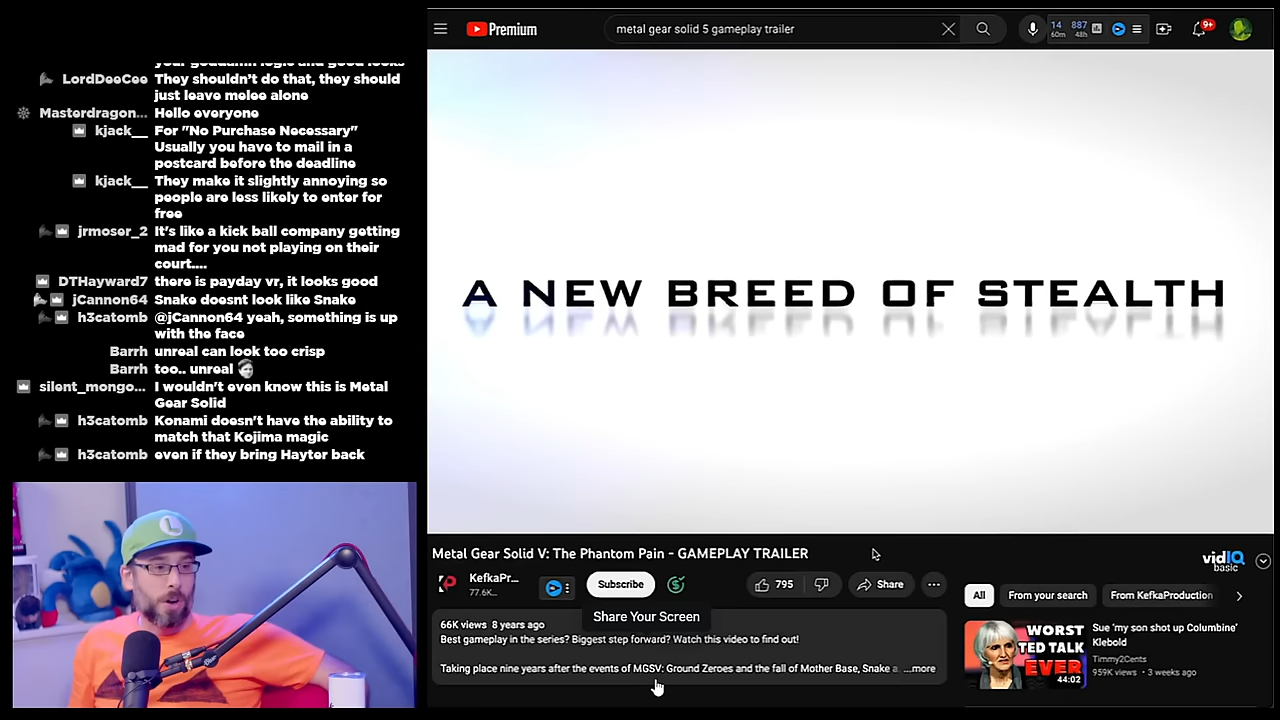 your goddamn logic and good looks
LordDeeCee They shouldn't do that, they should
just leave melee alone
Masterdragon... Hello everyone
kjack__ For "No Purchase Necessary"
Usually you have to mail in a
postcard before the deadline
kjack__ They make it slightly annoying so
people are less likely to enter for
free
jrmoser_2 It's like a kick ball company getting
mad for you not playing on their
court....
DTHayward7 there is payday vr, it looks good
jCannon64 Snake doesnt look like Snake
h3catomb @jCannon64 yeah, something is up
with the face
Barrh unreal can look too crisp
Barrh too.. unreal
silent_mongo... I wouldn't even know this is Metal
Gear Solid
h3catomb Konami doesn't have the ability to
match that Kojima magic
h3catomb even if they bring Hayter back
L
Premium
metal gear solid 5 gameplay trailer
14 887
60m 48h
9+
A NEW BREED OF STEALTH
Metal Gear Solid V: The Phantom Pain - GAMEPLAY TRAILER
KefkaPr...
77.6K...
Subscribe
795
Share
...
Share Your Screen
66K views 8 years ago
Best gameplay in the series? Biggest step forward? Watch this video to find out!
Taking place nine years after the events of MGSV: Ground Zeroes and the fall of Mother Base, Snake a ...more
vidIQ
basic
All
From your search
From KefkaProduction
WORST
TED TALK
EVER
44:02
Sue 'my son shot up Columbine'
Klebold
Timmy2Cents
959K views • 3 weeks ago